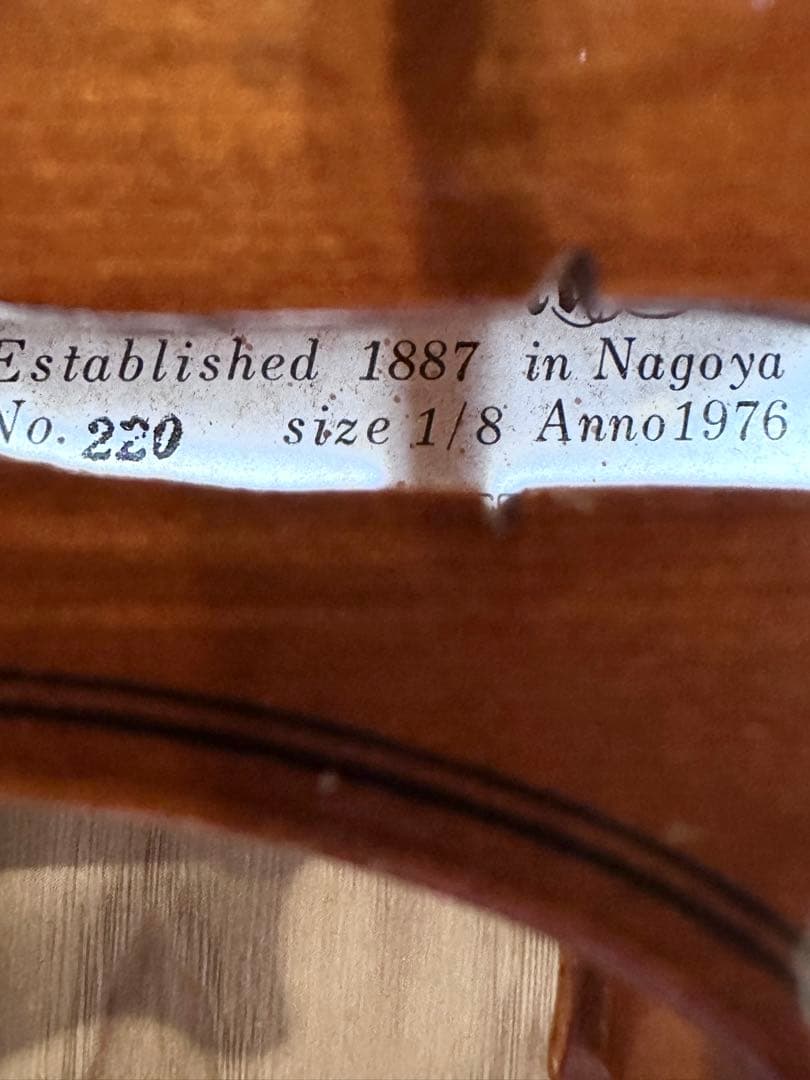 Established 1887 in Nagoya
No. 220 size 1/8 Anno1976